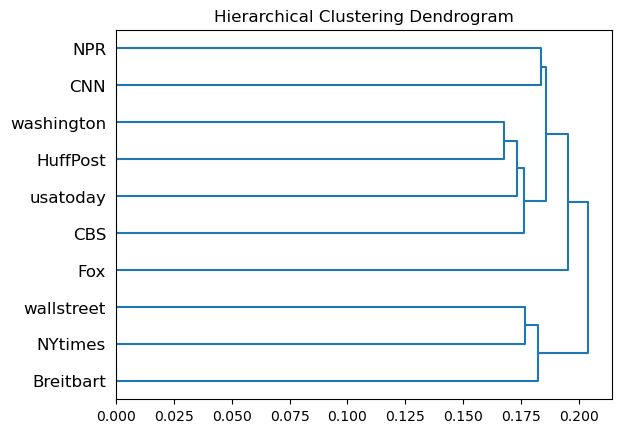 Hierarchical Clustering Dendrogram
NPR
CNN
washington
HuffPost
usatoday
CBS
Fox
wallstreet
NYtimes
Breitbart
0.000 0.025 0.050 0.075 0.100 0.125 0.150 0.175 0.200